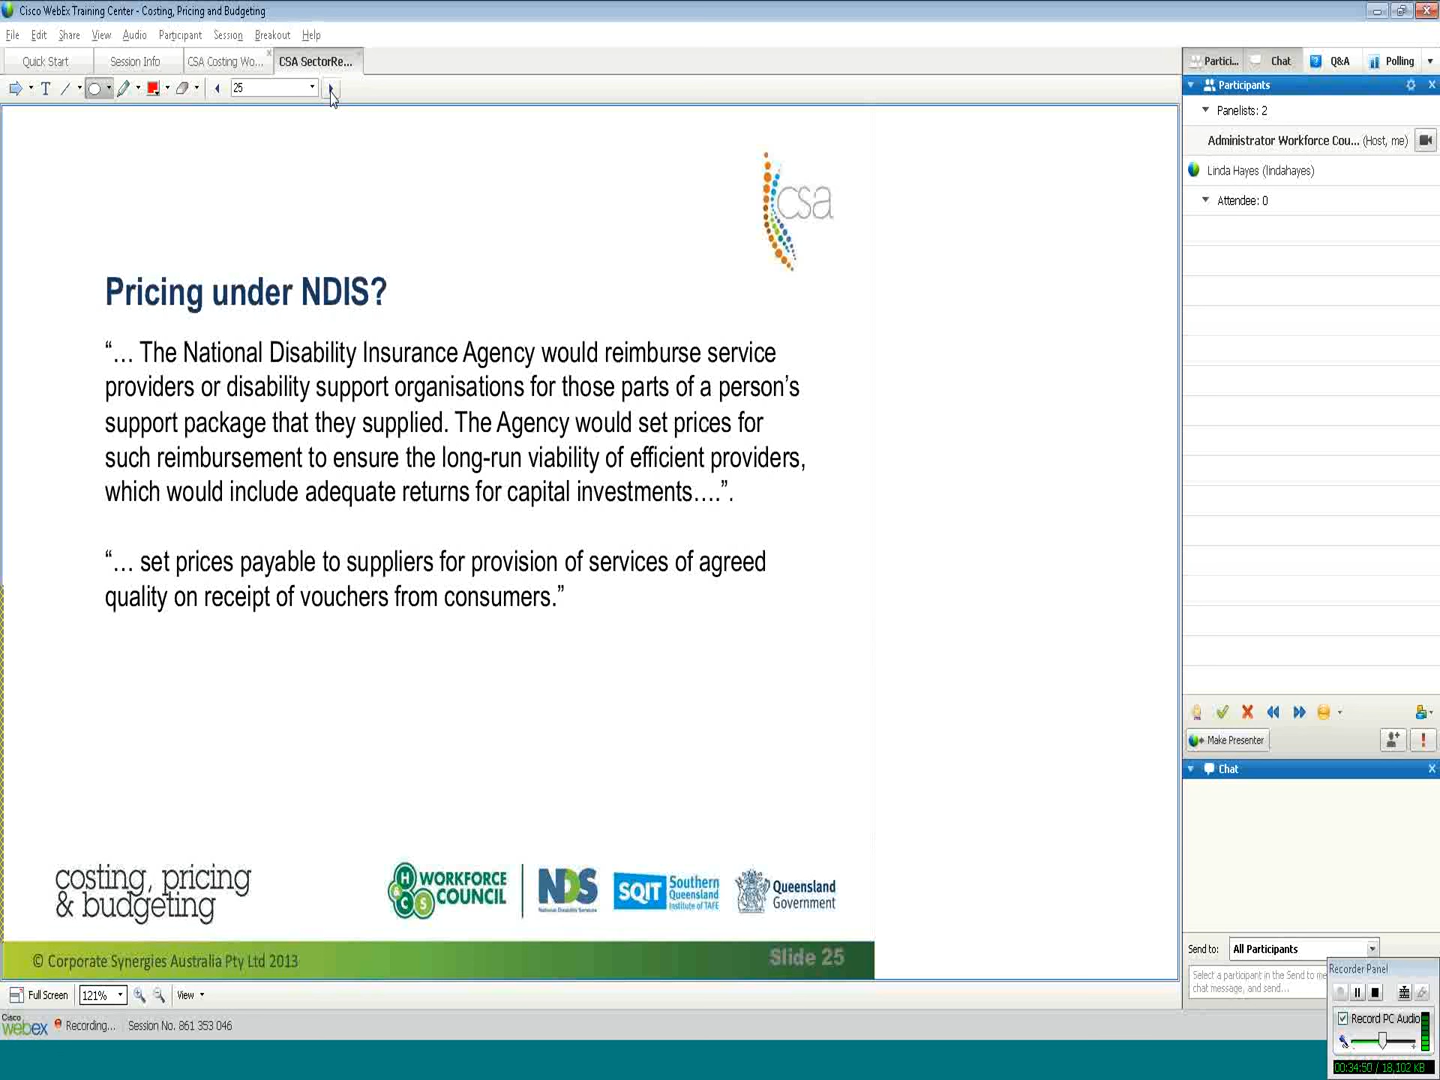 Cisco WebEx Training Center - Costing, Pricing and Budgeting
File Edit Share View Audio Participant Session Breakout Help
Quick Start Session Info CSA Costing Wo... CSA SectorRe...
Partici... Chat Q&A Polling
T 25
Participants
Panelists: 2
Administrator Workforce Cou... (Host, me)
Linda Hayes (lindahayes)
Attendee: 0
csa
Pricing under NDIS?
“… The National Disability Insurance Agency would reimburse service
providers or disability support organisations for those parts of a person’s
support package that they supplied. The Agency would set prices for
such reimbursement to ensure the long-run viability of efficient providers,
which would include adequate returns for capital investments….”.
“… set prices payable to suppliers for provision of services of agreed
quality on receipt of vouchers from consumers.”
Make Presenter
Chat
costing, pricing
& budgeting
H & C S WORKFORCE
COUNCIL
NDS
National Disability Services
SQIT Southern
Queensland
Institute of TAFE
Queensland
Government
© Corporate Synergies Australia Pty Ltd 2013
Slide 25
Send to: All Participants
Select a participant in the Send to me
chat message, and send...
Recorder Panel
Record PC Audio
00:34:50 / 18,102 KB
Full Screen 121% View
Cisco
webex Recording... Session No. 861 353 046